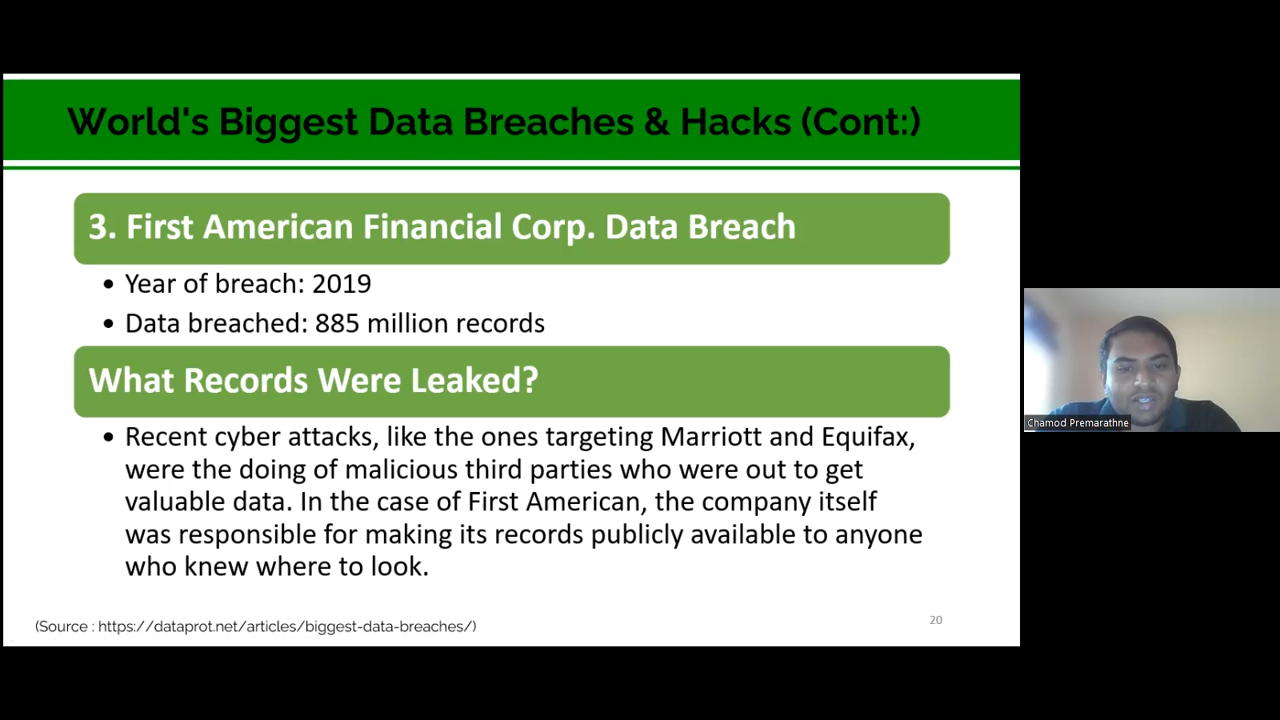 World's Biggest Data Breaches & Hacks (Cont:)
3. First American Financial Corp. Data Breach
• Year of breach: 2019
• Data breached: 885 million records
What Records Were Leaked?
• Recent cyber attacks, like the ones targeting Marriott and Equifax,
were the doing of malicious third parties who were out to get
valuable data. In the case of First American, the company itself
was responsible for making its records publicly available to anyone
who knew where to look.
(Source : https://dataprot.net/articles/biggest-data-breaches/)
20
Chamod Premarathne